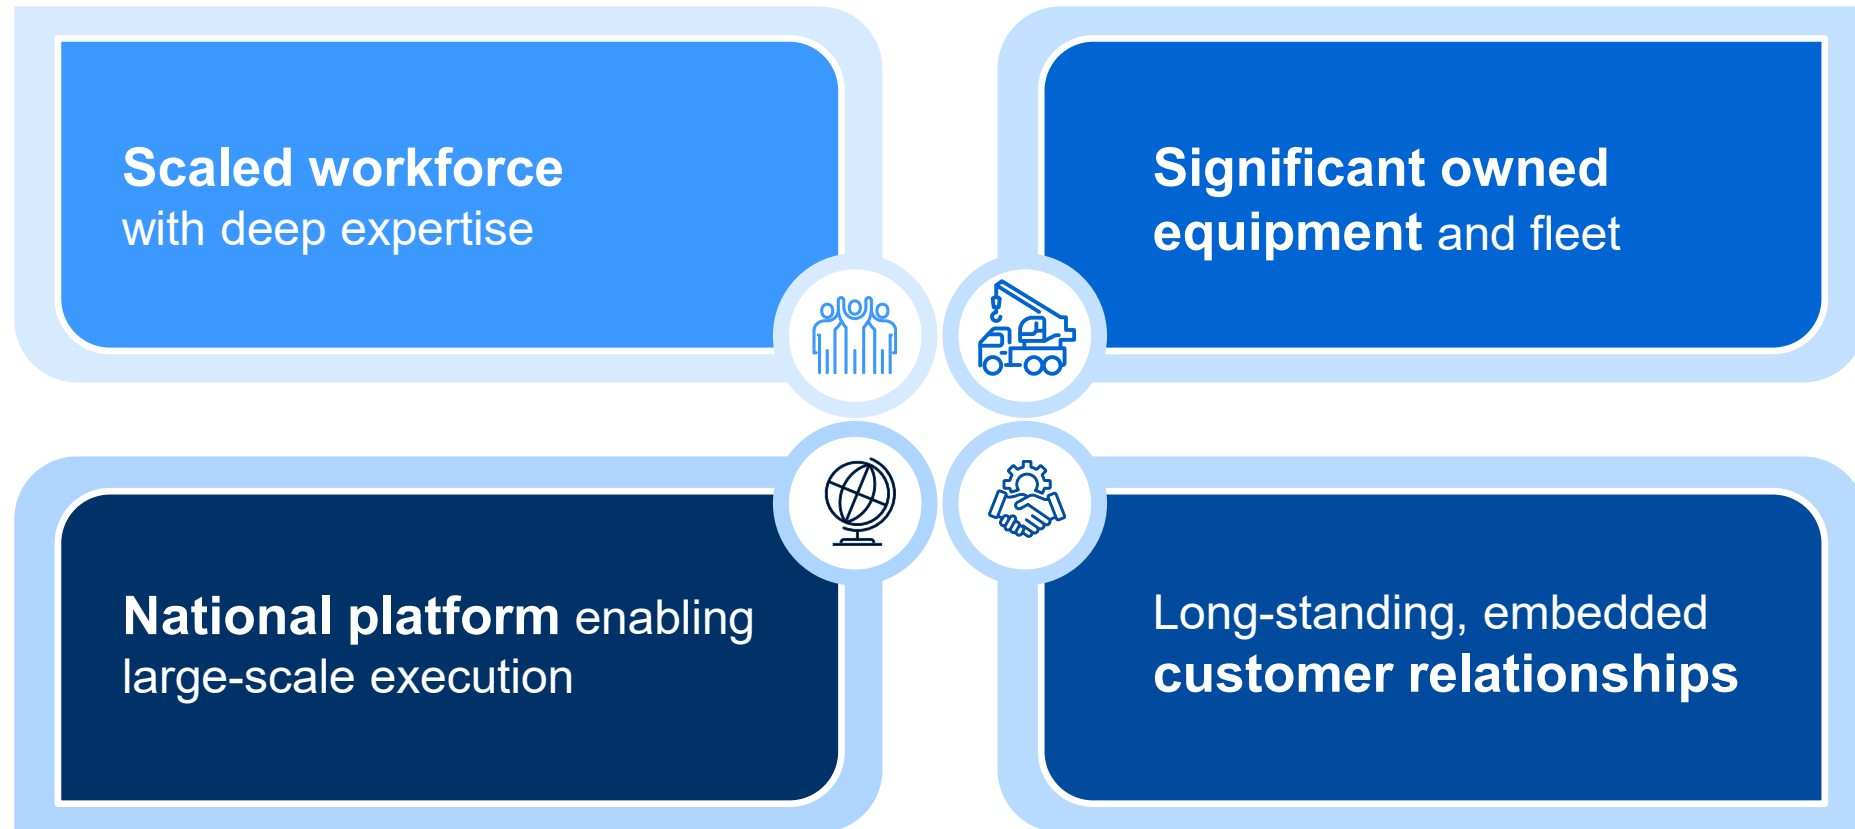 Scaled workforce
with deep expertise
Significant owned
equipment and fleet
National platform enabling
large-scale execution
Long-standing, embedded
customer relationships